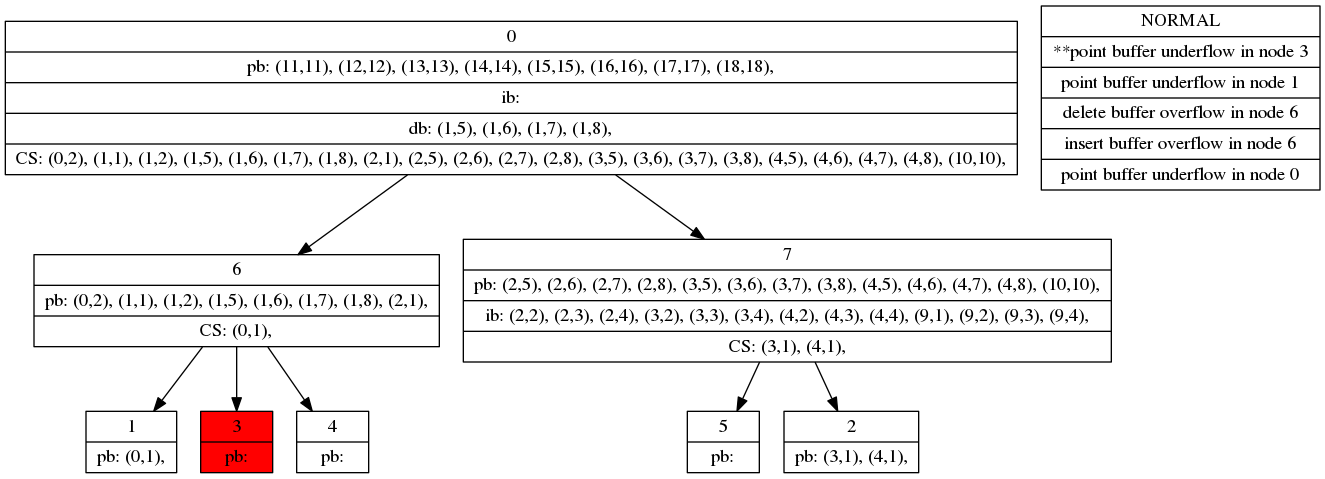 0
pb: (11,11), (12,12), (13,13), (14,14), (15,15), (16,16), (17,17), (18,18),
ib:
db: (1,5), (1,6), (1,7), (1,8),
CS: (0,2), (1,1), (1,2), (1,5), (1,6), (1,7), (1,8), (2,1), (2,5), (2,6), (2,7), (2,8), (3,5), (3,6), (3,7), (3,8), (4,5), (4,6), (4,7), (4,8), (10,10),
NORMAL
**point buffer underflow in node 3
point buffer underflow in node 1
delete buffer overflow in node 6
insert buffer overflow in node 6
point buffer underflow in node 0
6
pb: (0,2), (1,1), (1,2), (1,5), (1,6), (1,7), (1,8), (2,1),
CS: (0,1),
7
pb: (2,5), (2,6), (2,7), (2,8), (3,5), (3,6), (3,7), (3,8), (4,5), (4,6), (4,7), (4,8), (10,10),
ib: (2,2), (2,3), (2,4), (3,2), (3,3), (3,4), (4,2), (4,3), (4,4), (9,1), (9,2), (9,3), (9,4),
CS: (3,1), (4,1),
1
pb: (0,1),
3
pb:
4
pb:
5
pb:
2
pb: (3,1), (4,1),